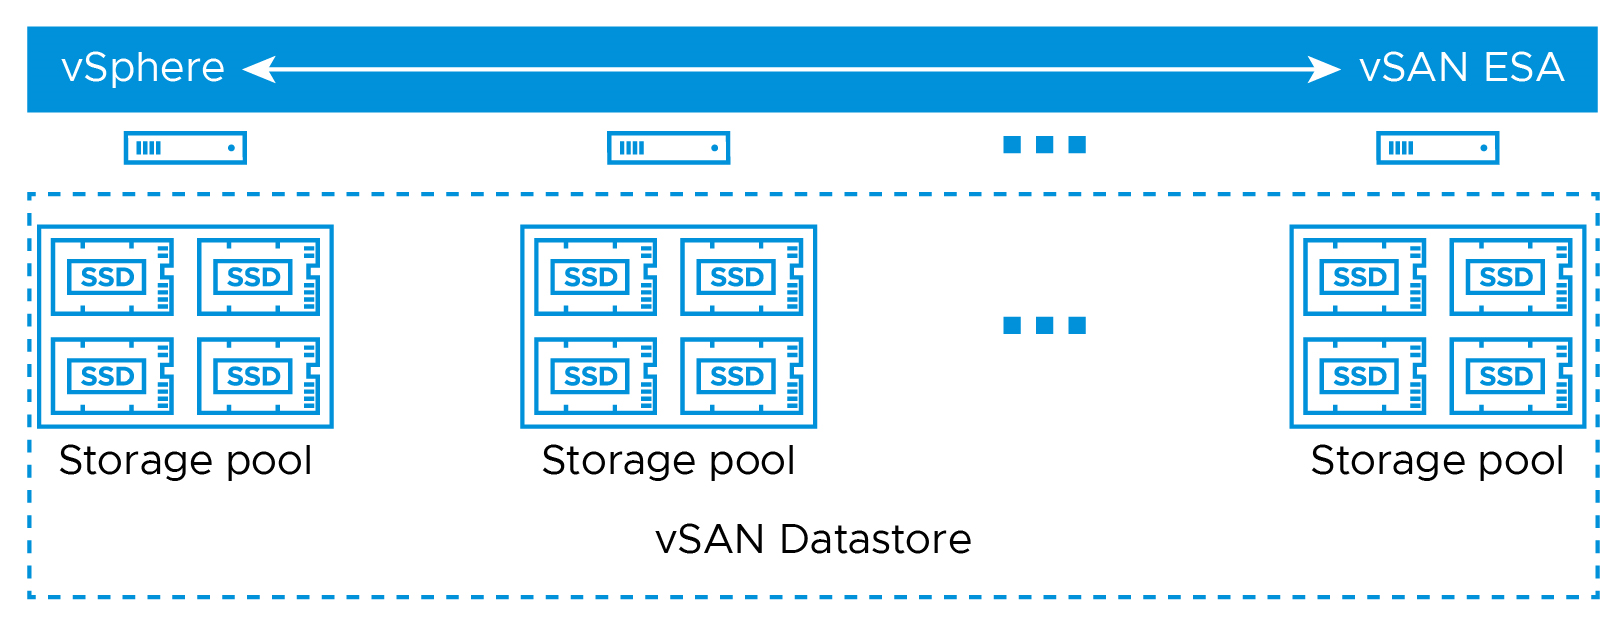 vSphere vSAN ESA
SSD SSD SSD SSD SSD SSD
SSD SSD SSD SSD SSD SSD
Storage pool Storage pool Storage pool
vSAN Datastore